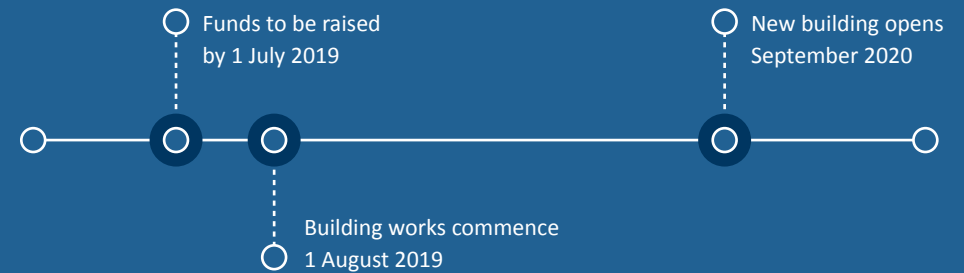 Funds to be raised
by 1 July 2019
New building opens
September 2020
Building works commence
1 August 2019